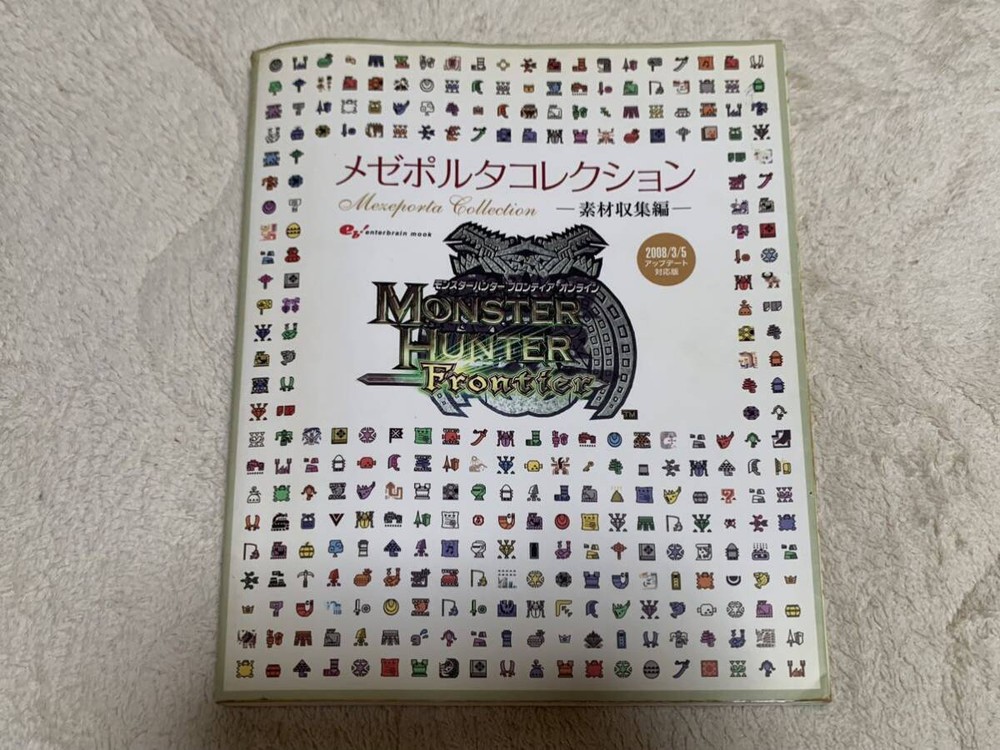 メゼポルタコレクション
Mezeporta Collection
―素材収集編―
eb! enterbrain mook
2008/3/5
アップデート
対応版
モンスターハンター フロンティア オンライン
MONSTER
HUNTER
Frontier
TM